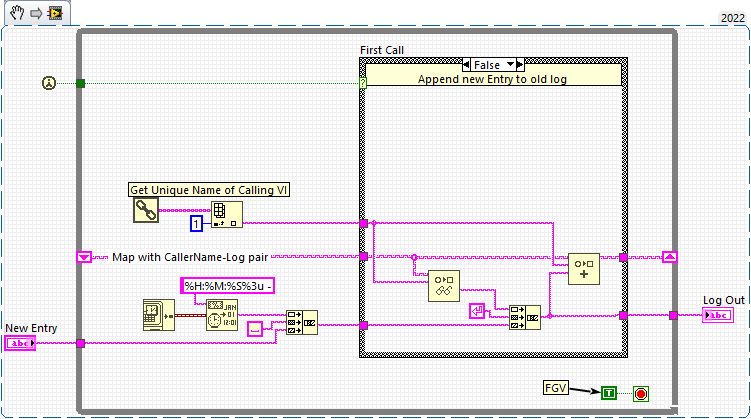 2022
First Call
False
Append new Entry to old log
?
Get Unique Name of Calling VI
1
Map with CallerName-Log pair
%H:%M:%S%3u -
JAN
01
12:01
New Entry
abc
Log Out
abc
FGV
T